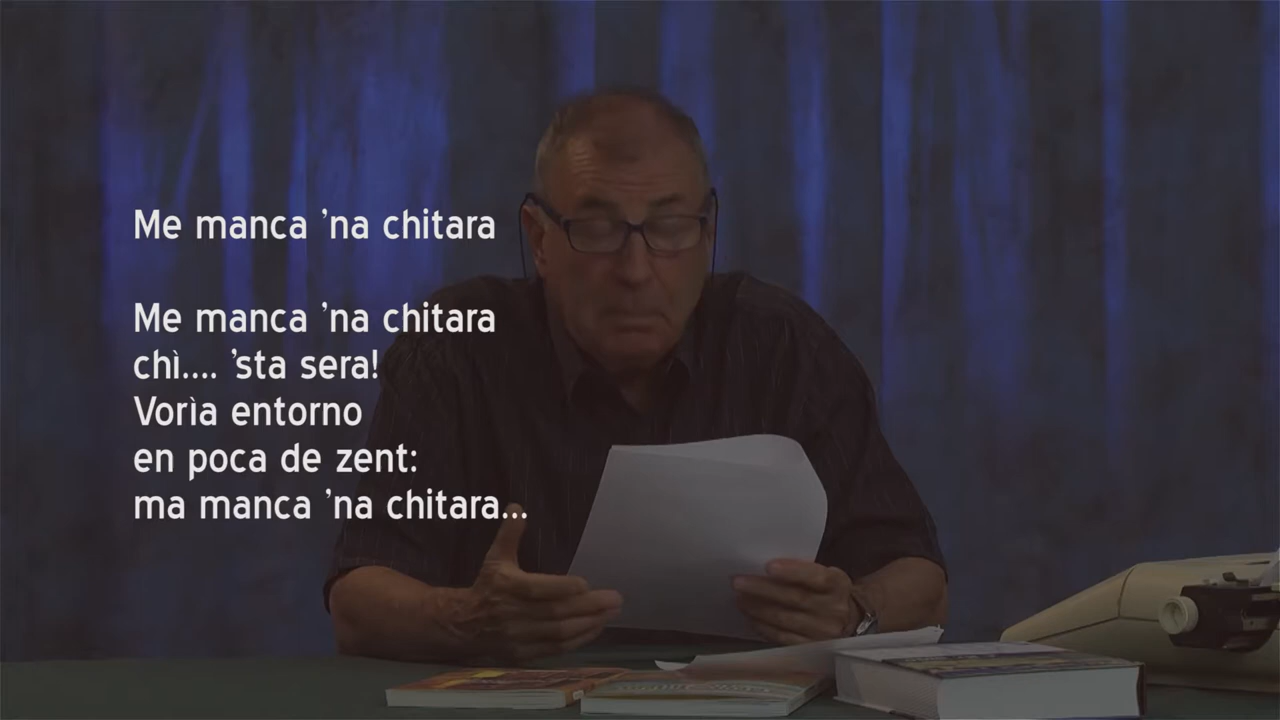 Me manca ’na chitara
Me manca ’na chitara
chì.... ’sta sera!
Vorìa entorno
en poca de zent:
ma manca ’na chitara...